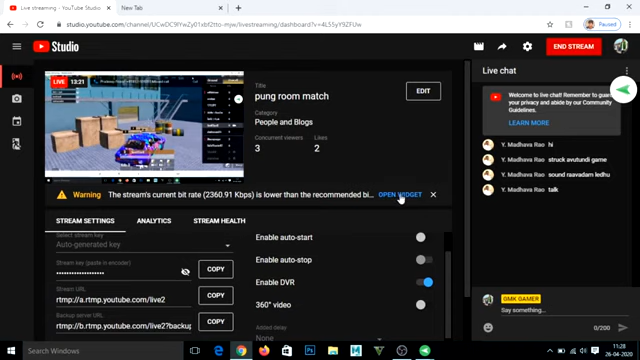 Live streaming - YouTube Studio
New Tab
studio.youtube.com/channel/UCwDC1f0Yn01xbf2tto-mjw/livestreaming/dashboard?v=4LS5yY9ZFUw
Paused
Studio
END STREAM
LIVE 13:21
Title
pung room match
EDIT
Category
People and Blogs
Concurrent viewers
Likes
3
2
Warning
The stream's current bit rate (2360.91 Kbps) is lower than the recommended bi...
OPEN WIDGET
STREAM SETTINGS
ANALYTICS
STREAM HEALTH
Select stream key
Auto-generated key
Stream key (paste in encoder)
COPY
Stream URL
rtmp://a.rtmp.youtube.com/live2
COPY
Backup server URL
rtmp://b.rtmp.youtube.com/live2?backup
COPY
Enable auto-start
Enable auto-stop
Enable DVR
360° video
Added delay
None
Live chat
Welcome to live chat! Remember to guard
your privacy and abide by our Community
Guidelines.
LEARN MORE
Y. Madhava Rao hi
Y. Madhava Rao struck avutundi game
Y. Madhava Rao sound raavadam ledhu
Y. Madhava Rao talk
GMK GAMER
Say something...
0/200
Search Windows
11:28
26-04-2020